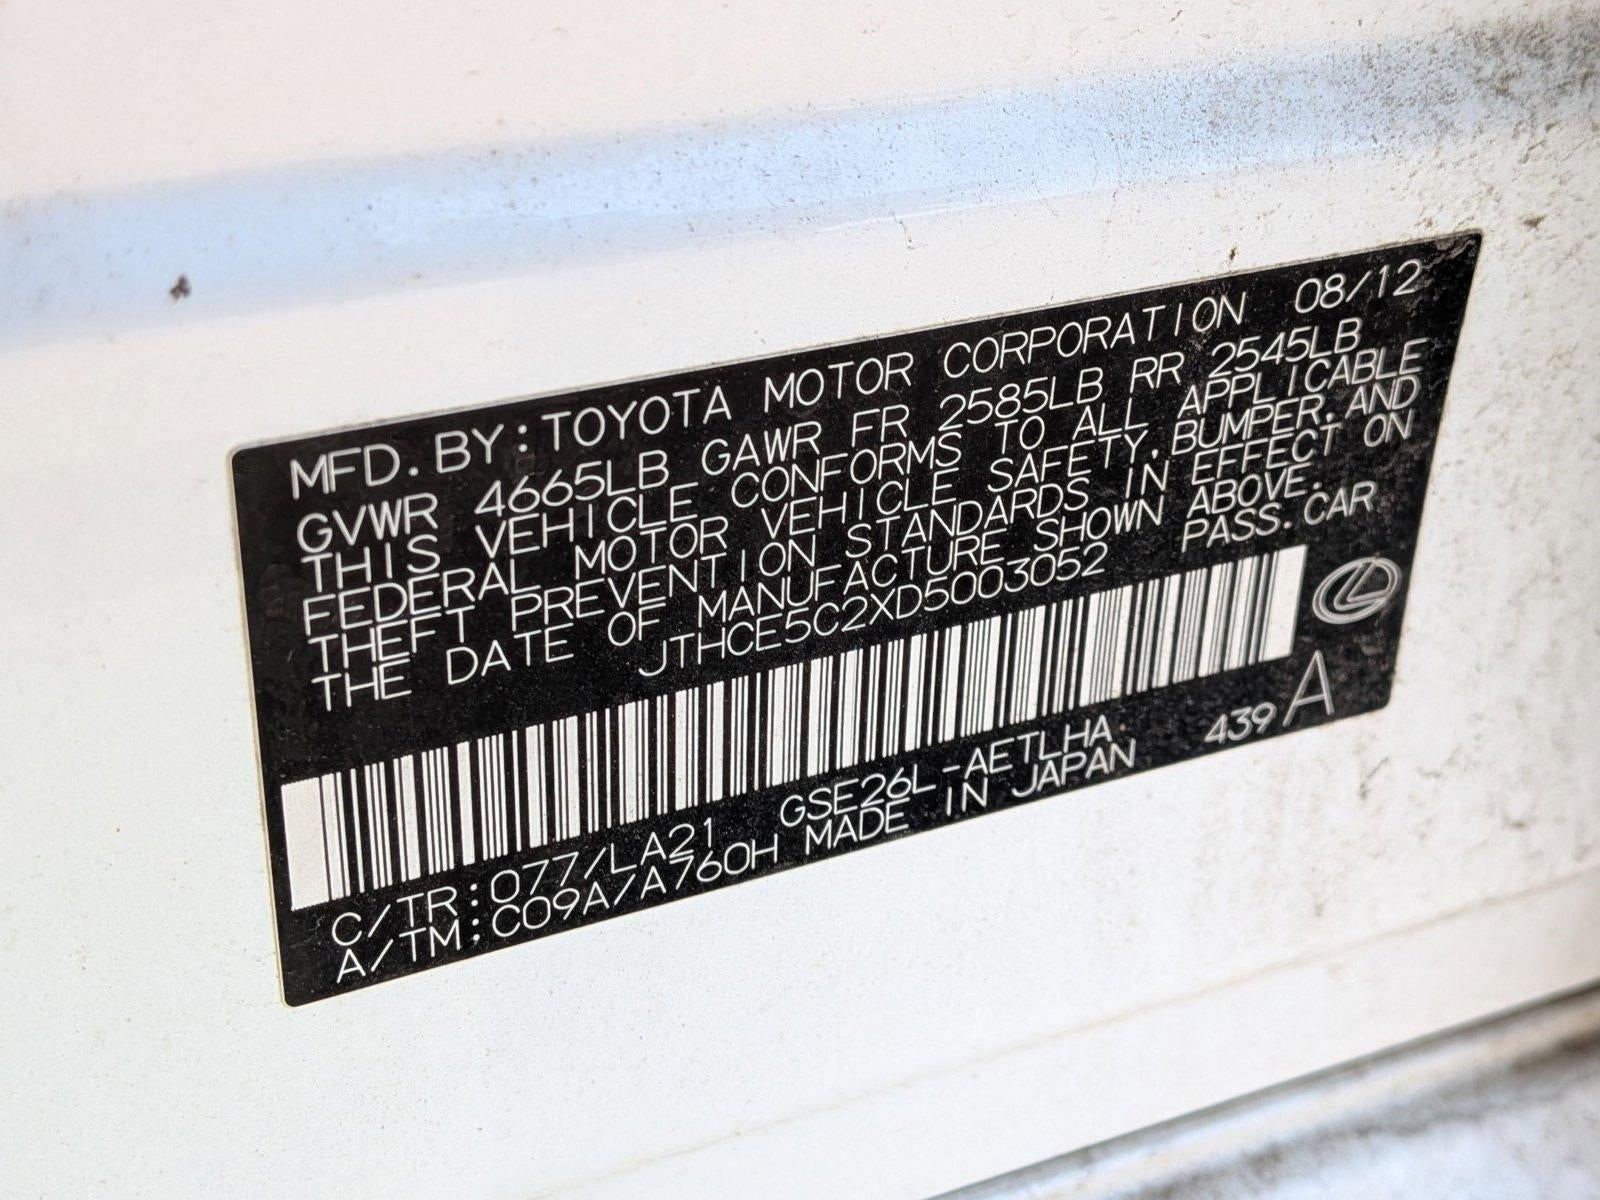 MFD. BY: TOYOTA MOTOR CORPORATION 08/12
GVWR 4665LB GAWR FR 2585LB RR 2545LB
THIS VEHICLE CONFORMS TO ALL APPLICABLE
FEDERAL MOTOR VEHICLE SAFETY, BUMPER, AND
THEFT PREVENTION STANDARDS IN EFFECT ON
THE DATE OF MANUFACTURE SHOWN ABOVE.
JTHCE5C2XD5003052 PASS. CAR
C/TR: 077/LA21 GSE26L-AETLHA 439 A
A/TM: C09A/A760H MADE IN JAPAN